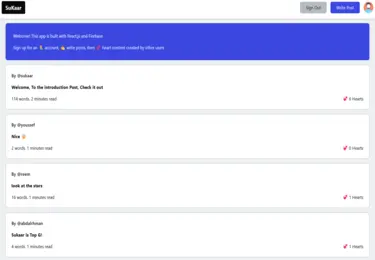 SuKaar
Sign Out
Write Post
Welcome! This app is built with Next.js and Firebase
Sign up for an 🧍 account, ✍ write posts, then 💕 heart content created by other users
By @sukaar
Welcome, To the introduction Post, Check it out
118 words. 2 minutes read
💕 6 Hearts
By @youssef
Nice
2 words. 1 minutes read
💕 0 Hearts
By
look at the stars
16 words. 1 minutes read
💕 1 Hearts
By @abdalrhman
Sukaar is Top G!
4 words. 1 minutes read
💕 1 Hearts